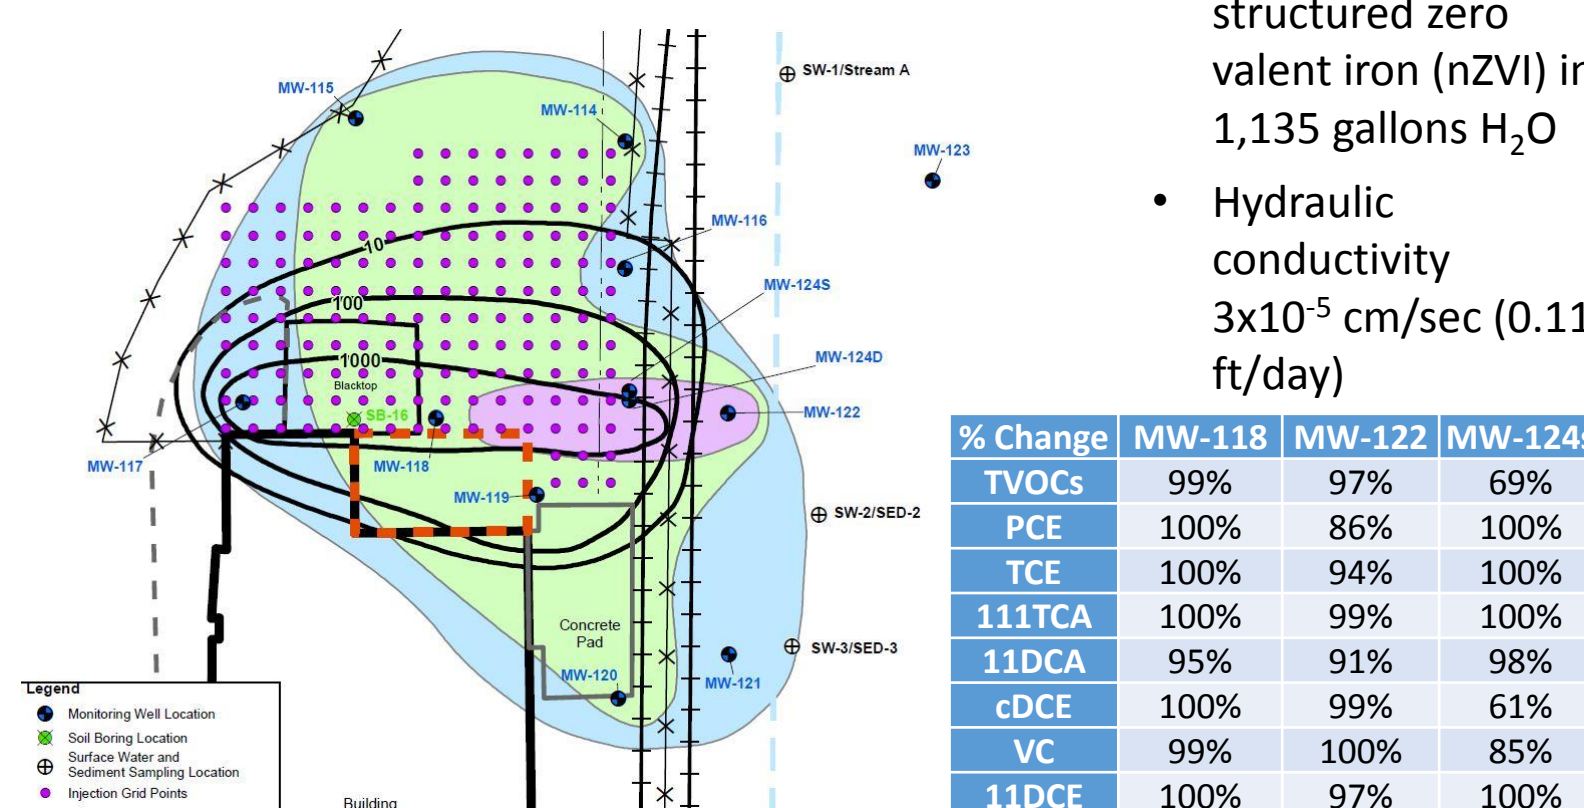 structured zero
valent iron (nZVI) in
1,135 gallons H₂O
• Hydraulic
conductivity
3x10⁻⁵ cm/sec (0.11
ft/day)
SW-1/Stream A
MW-115
MW-114
MW-123
MW-116
10
MW-124S
100
MW-124D
1000
Blacktop
SB-16
MW-122
MW-117
MW-118
MW-119
SW-2/SED-2
Concrete
Pad
SW-3/SED-3
MW-120
MW-121
Legend
Monitoring Well Location
Soil Boring Location
Surface Water and
Sediment Sampling Location
Injection Grid Points
Building
% Change MW-118 MW-122 MW-124s
TVOCs 99% 97% 69%
PCE 100% 86% 100%
TCE 100% 94% 100%
111TCA 100% 99% 100%
11DCA 95% 91% 98%
cDCE 100% 99% 61%
VC 99% 100% 85%
11DCE 100% 97% 100%